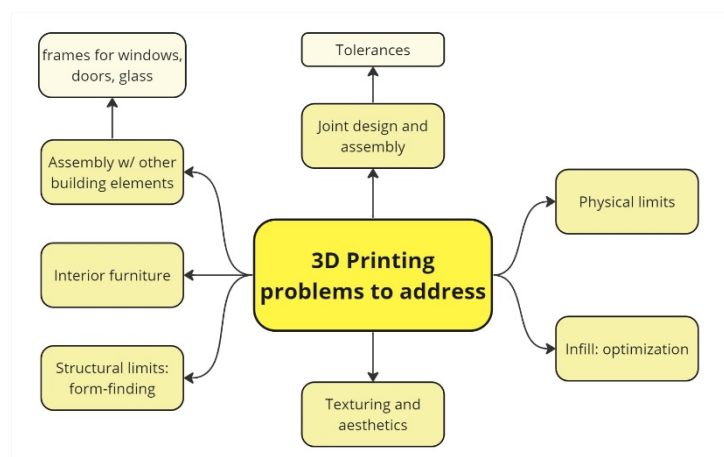 frames for windows,
doors, glass
Tolerances
Joint design and
assembly
Assembly w/ other
building elements
Physical limits
3D Printing
problems to address
Interior furniture
Infill: optimization
Structural limits:
form-finding
Texturing and
aesthetics